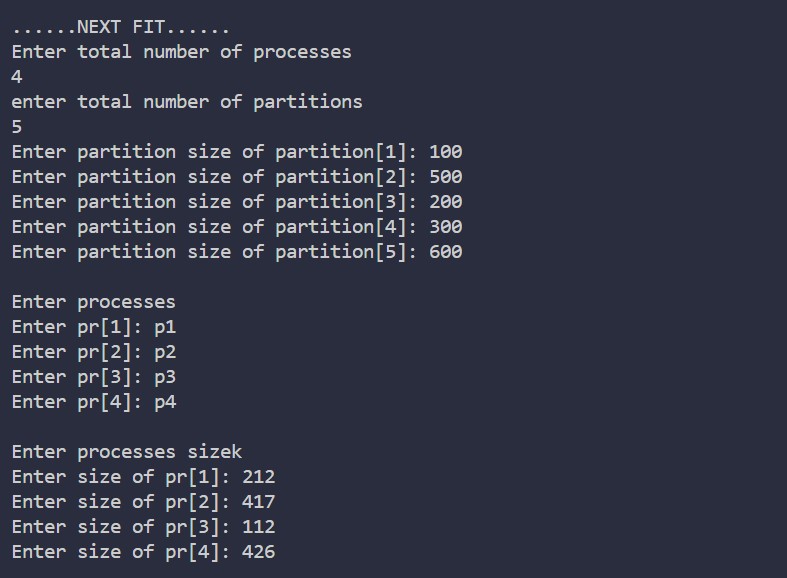 ......NEXT FIT......
Enter total number of processes
4
enter total number of partitions
5
Enter partition size of partition[1]: 100
Enter partition size of partition[2]: 500
Enter partition size of partition[3]: 200
Enter partition size of partition[4]: 300
Enter partition size of partition[5]: 600
Enter processes
Enter pr[1]: p1
Enter pr[2]: p2
Enter pr[3]: p3
Enter pr[4]: p4
Enter processes sizek
Enter size of pr[1]: 212
Enter size of pr[2]: 417
Enter size of pr[3]: 112
Enter size of pr[4]: 426